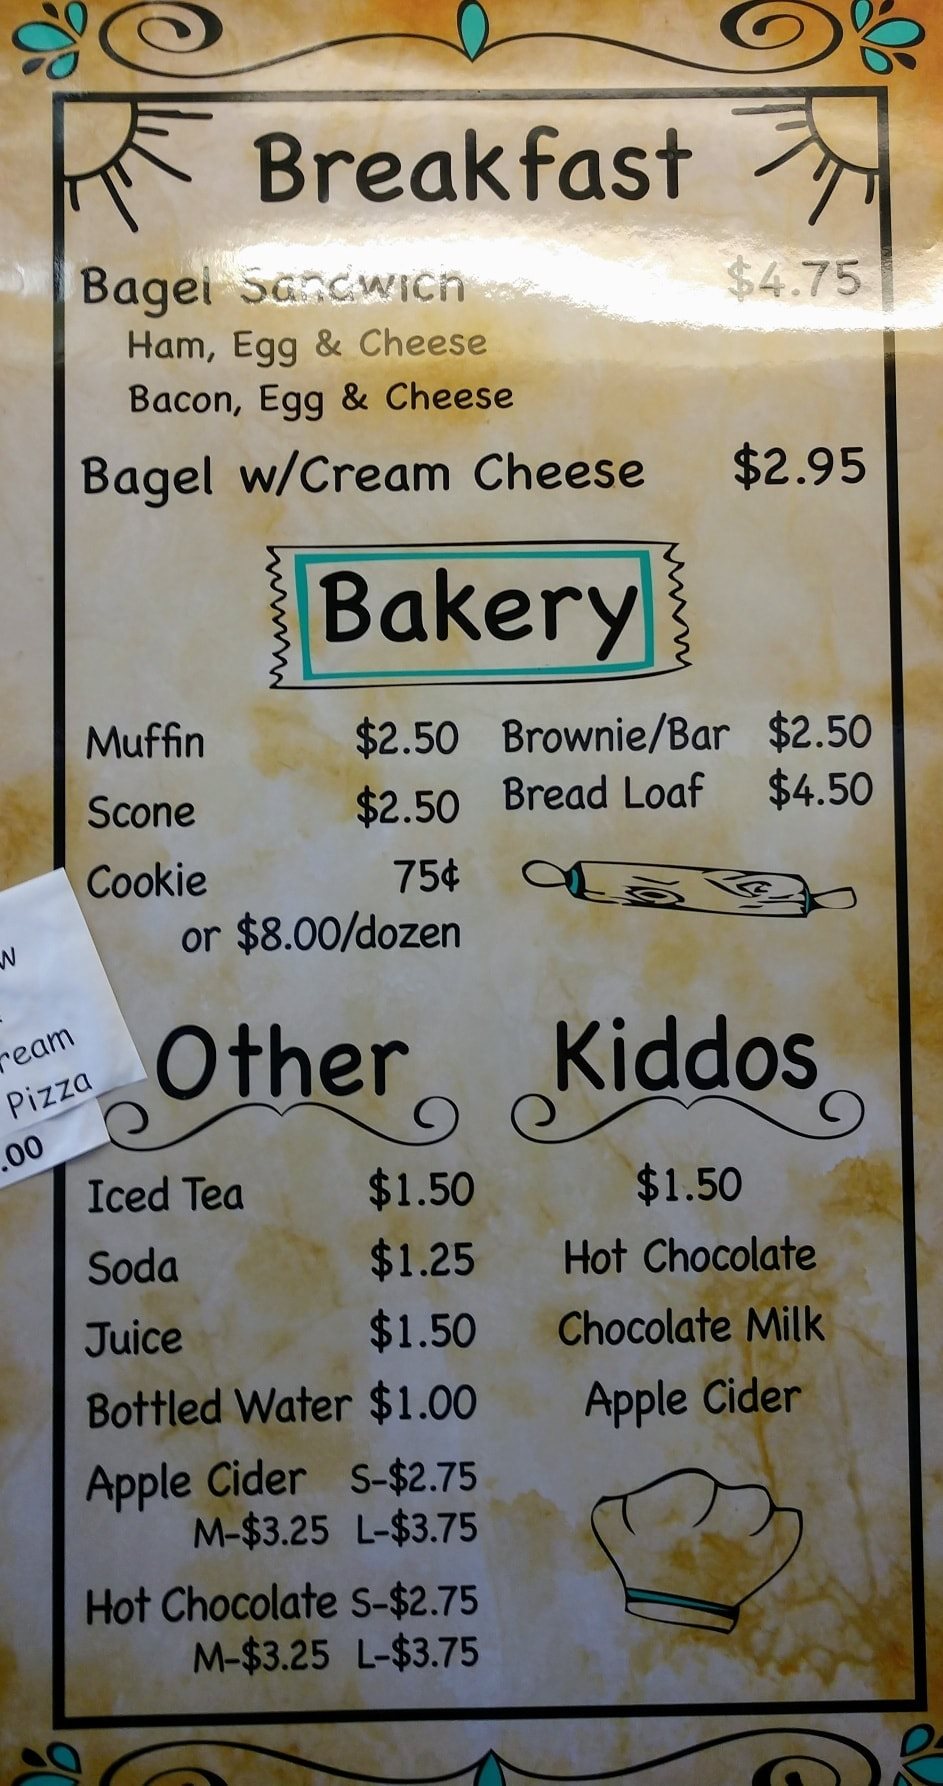 Breakfast
Bagel Sandwich $4.75
Ham, Egg & Cheese
Bacon, Egg & Cheese
Bagel w/Cream Cheese $2.95
Bakery
Muffin $2.50
Scone $2.50
Cookie 75¢
or $8.00/dozen
Brownie/Bar $2.50
Bread Loaf $4.50
Pizza
.00
Other
Iced Tea $1.50
Soda $1.25
Juice $1.50
Bottled Water $1.00
Apple Cider S-$2.75
M-$3.25 L-$3.75
Hot Chocolate S-$2.75
M-$3.25 L-$3.75
Kiddos
$1.50
Hot Chocolate
Chocolate Milk
Apple Cider